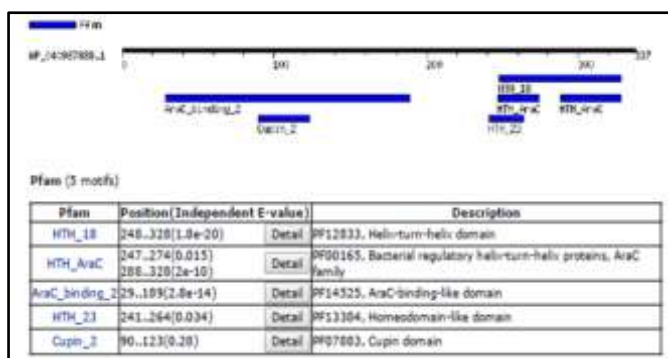 Pfam
0 100 200 300 337
HTH_18
AraC_binding_2 HTH_AraC HTH_AraC
Cupin_2 HTH_23
Pfam (5 motifs)
Pfam Position(Independent E-value) Description
HTH_18 248..328(1.8e-20) Detail PF12833, Helix-turn-helix domain
HTH_AraC 247..274(0.015) Detail PF00165, Bacterial regulatory helix-turn-helix proteins, AraC
288..328(2e-10) family
AraC_binding_2 29..189(2.8e-14) Detail PF14525, AraC-binding-like domain
HTH_23 241..264(0.034) Detail PF13384, Homeodomain-like domain
Cupin_2 90..123(0.28) Detail PF07883, Cupin domain